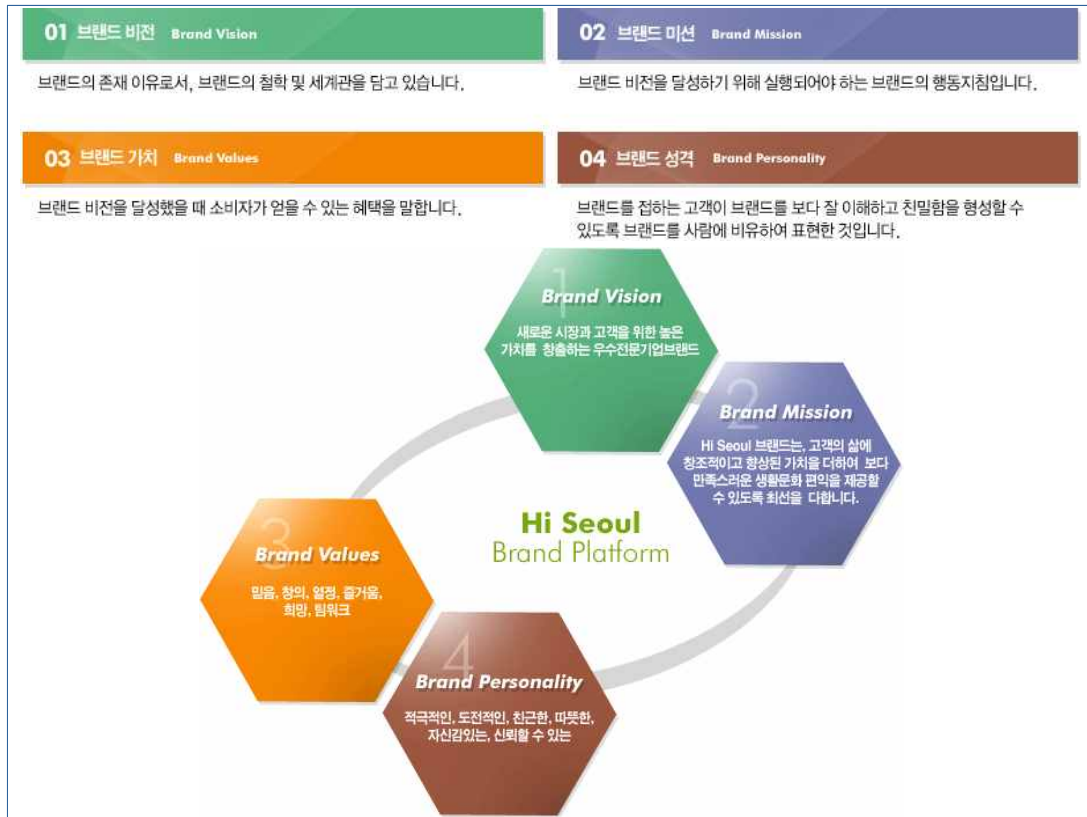 01 브랜드 비전 Brand Vision
브랜드의 존재 이유로서, 브랜드의 철학 및 세계관을 담고 있습니다.
02 브랜드 미션 Brand Mission
브랜드 비전을 달성하기 위해 실행되어야 하는 브랜드의 행동지침입니다.
03 브랜드 가치 Brand Values
브랜드 비전을 달성했을 때 소비자가 얻을 수 있는 혜택을 말합니다.
04 브랜드 성격 Brand Personality
브랜드를 접하는 고객이 브랜드를 보다 잘 이해하고 친밀함을 형성할 수
있도록 브랜드를 사람에 비유하여 표현한 것입니다.
1
Brand Vision
새로운 시장과 고객을 위한 높은
가치를 창출하는 우수전문기업브랜드
2
Brand Mission
Hi Seoul 브랜드는, 고객의 삶에
창조적이고 향상된 가치을 더하여 보다
만족스러운 생활문화 편익을 제공할
수 있도록 최선을 다합니다.
Hi Seoul
Brand Platform
3
Brand Values
믿음, 창의, 열정, 즐거움,
희망, 팀워크
4
Brand Personality
적극적인, 도전적인, 친근한, 따뜻한,
자신감있는, 신뢰할 수 있는